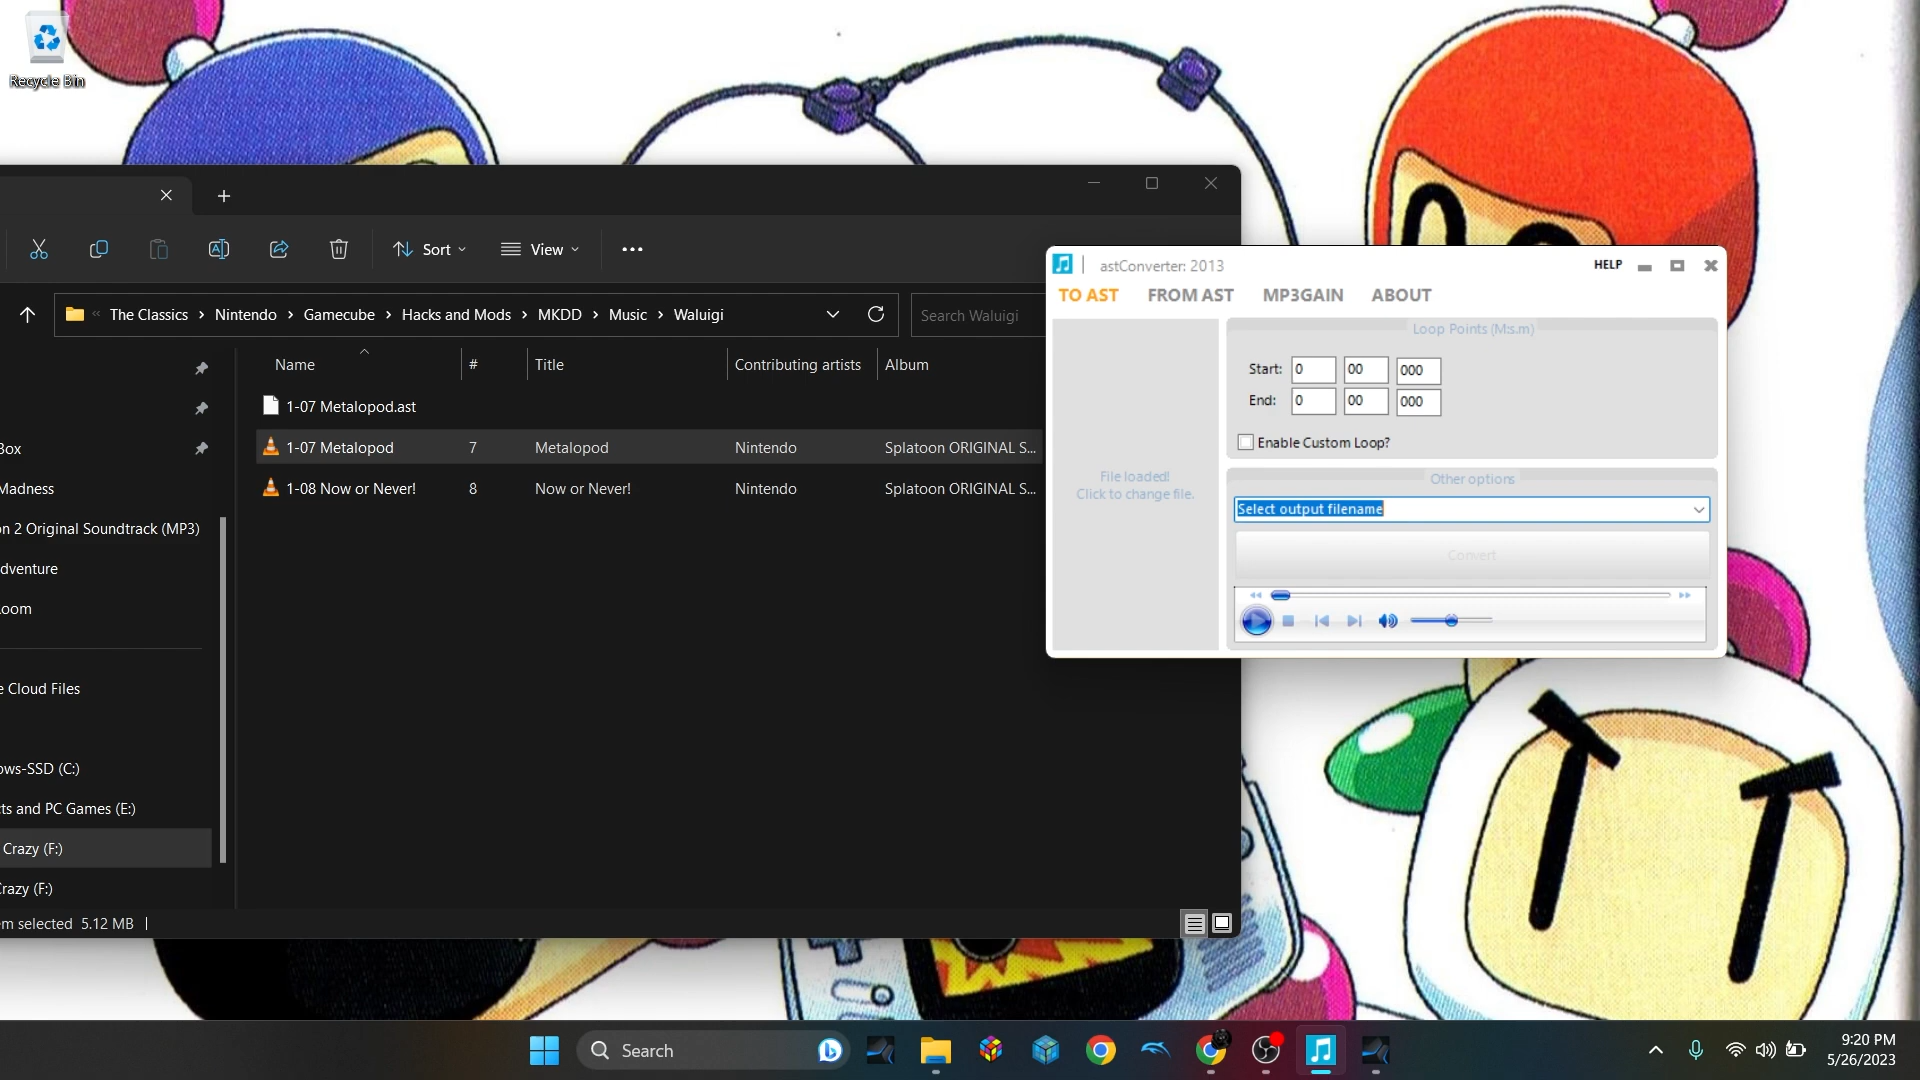 Recycle Bin
Sort
View
The Classics > Nintendo > Gamecube > Hacks and Mods > MKDD > Music > Waluigi
Search Waluigi
Name # Title Contributing artists Album
1-07 Metalopod.ast
1-07 Metalopod 7 Metalopod Nintendo Splatoon ORIGINAL S...
1-08 Now or Never! 8 Now or Never! Nintendo Splatoon ORIGINAL S...
Box
Madness
on 2 Original Soundtrack (MP3)
dventure
oom
e Cloud Files
ows-SSD (C:)
cts and PC Games (E:)
Crazy (F:)
Crazy (F:)
em selected 5.12 MB
astConverter: 2013
HELP
TO AST FROM AST MP3GAIN ABOUT
File loaded!
Click to change file.
Loop Points (M:s.m)
Start: 0 00 000
End: 0 00 000
Enable Custom Loop?
Other options
Select output filename
Convert
Search
9:20 PM
5/26/2023